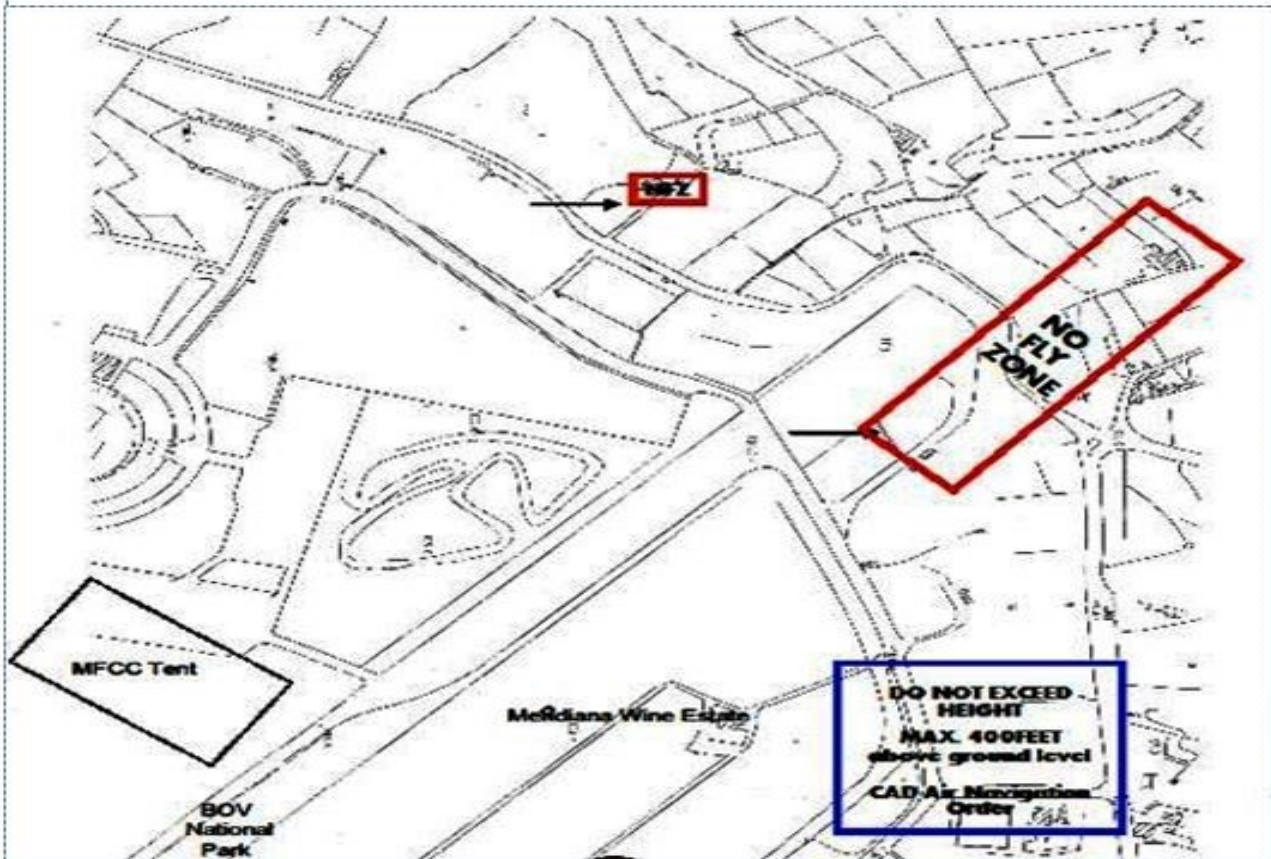 NFZ
NO
FLY
ZONE
MFCC Tent
Meridiana Wine Estate
DO NOT EXCEED
HEIGHT
MAX. 400FEET
above ground level
CAD Air Navigation
Order
BOV
National
Park